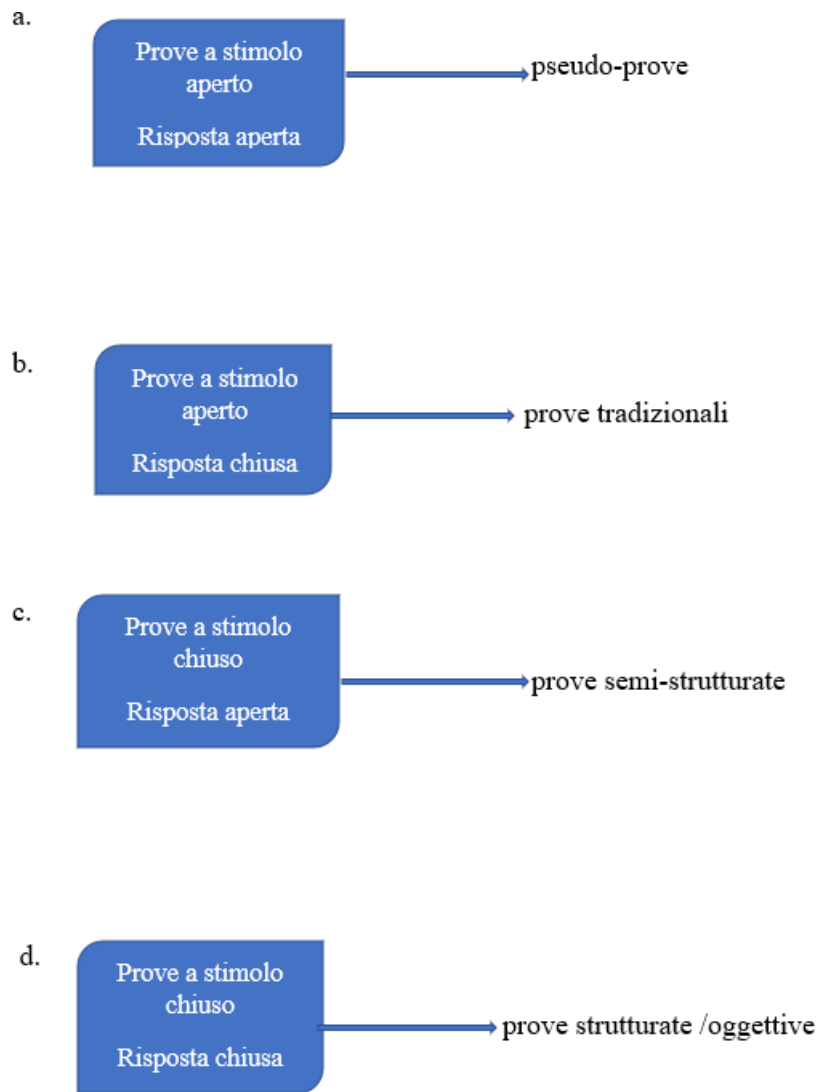 a.
Prove a stimolo
aperto
Risposta aperta
pseudo-prove
b.
Prove a stimolo
aperto
Risposta chiusa
prove tradizionali
c.
Prove a stimolo
chiuso
Risposta aperta
prove semi-strutturate
d.
Prove a stimolo
chiuso
Risposta chiusa
prove strutturate /oggettive